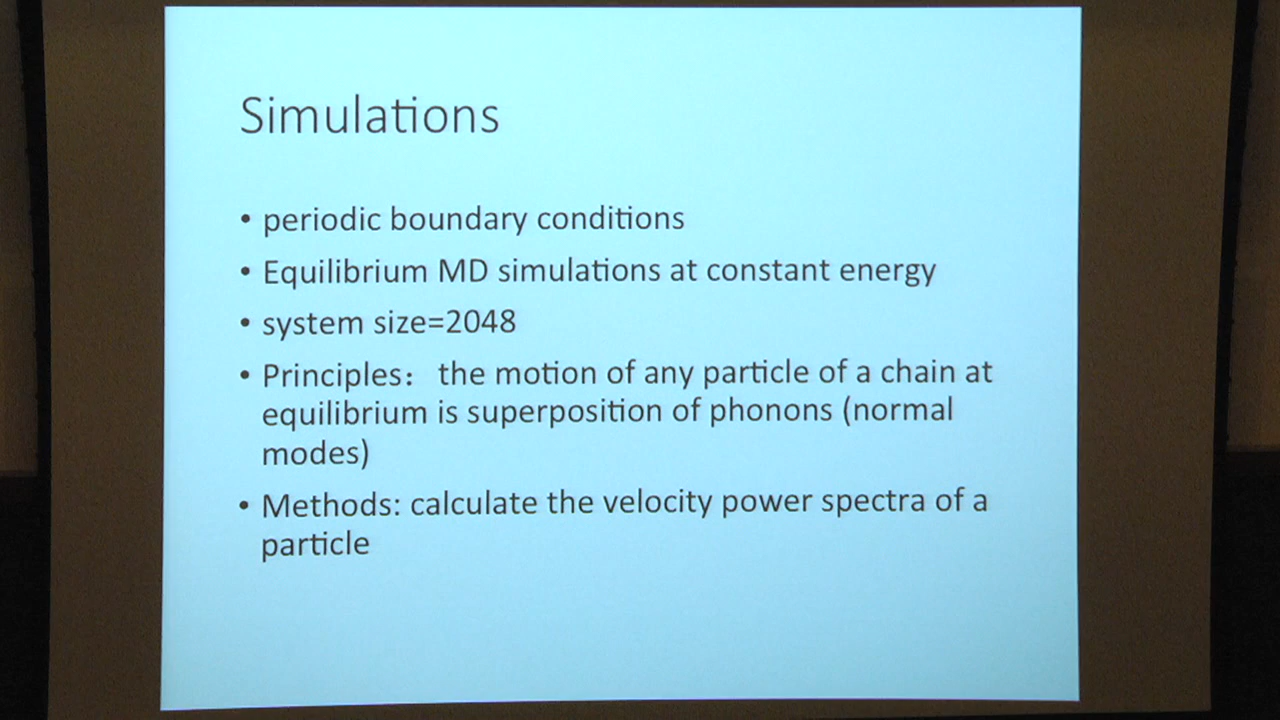 Simulations
• periodic boundary conditions
• Equilibrium MD simulations at constant energy
• system size=2048
• Principles： the motion of any particle of a chain at
equilibrium is superposition of phonons (normal
modes)
• Methods: calculate the velocity power spectra of a
particle